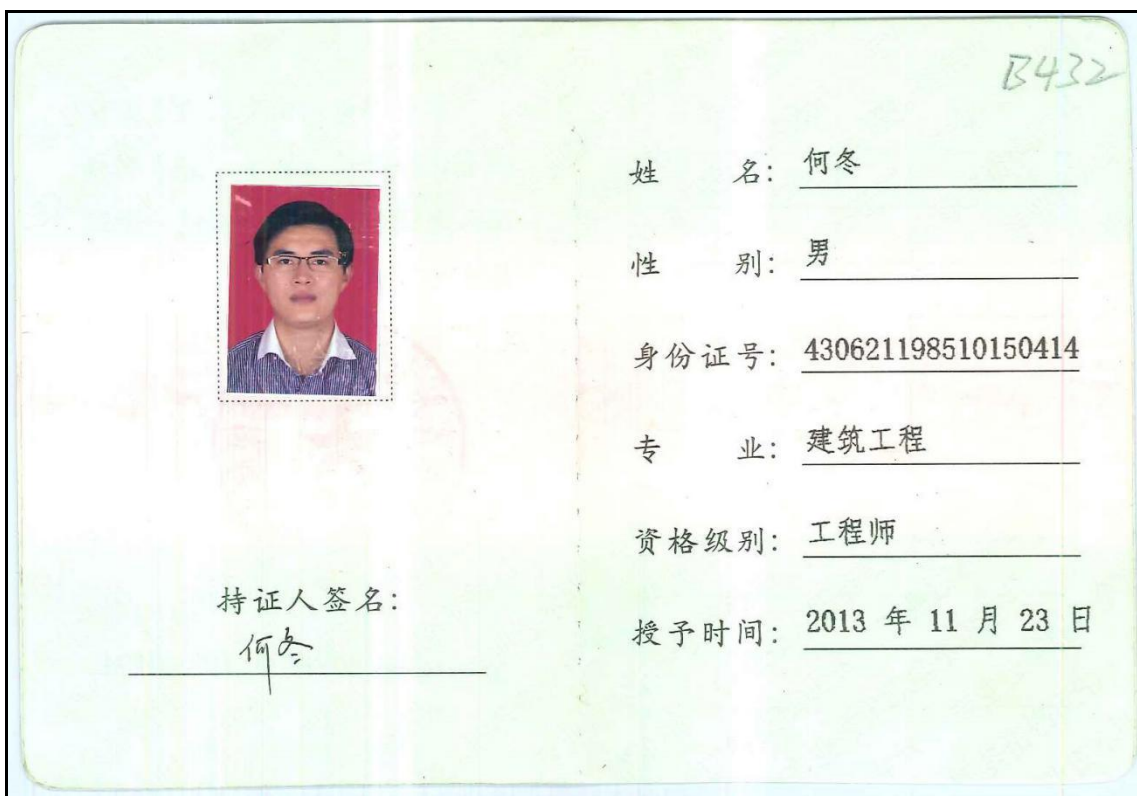 B432
姓 名: 何冬
性 别: 男
身份证号: 430621198510150414
专 业: 建筑工程
资格级别: 工程师
授予时间: 2013 年 11 月 23 日
持证人签名:
何冬